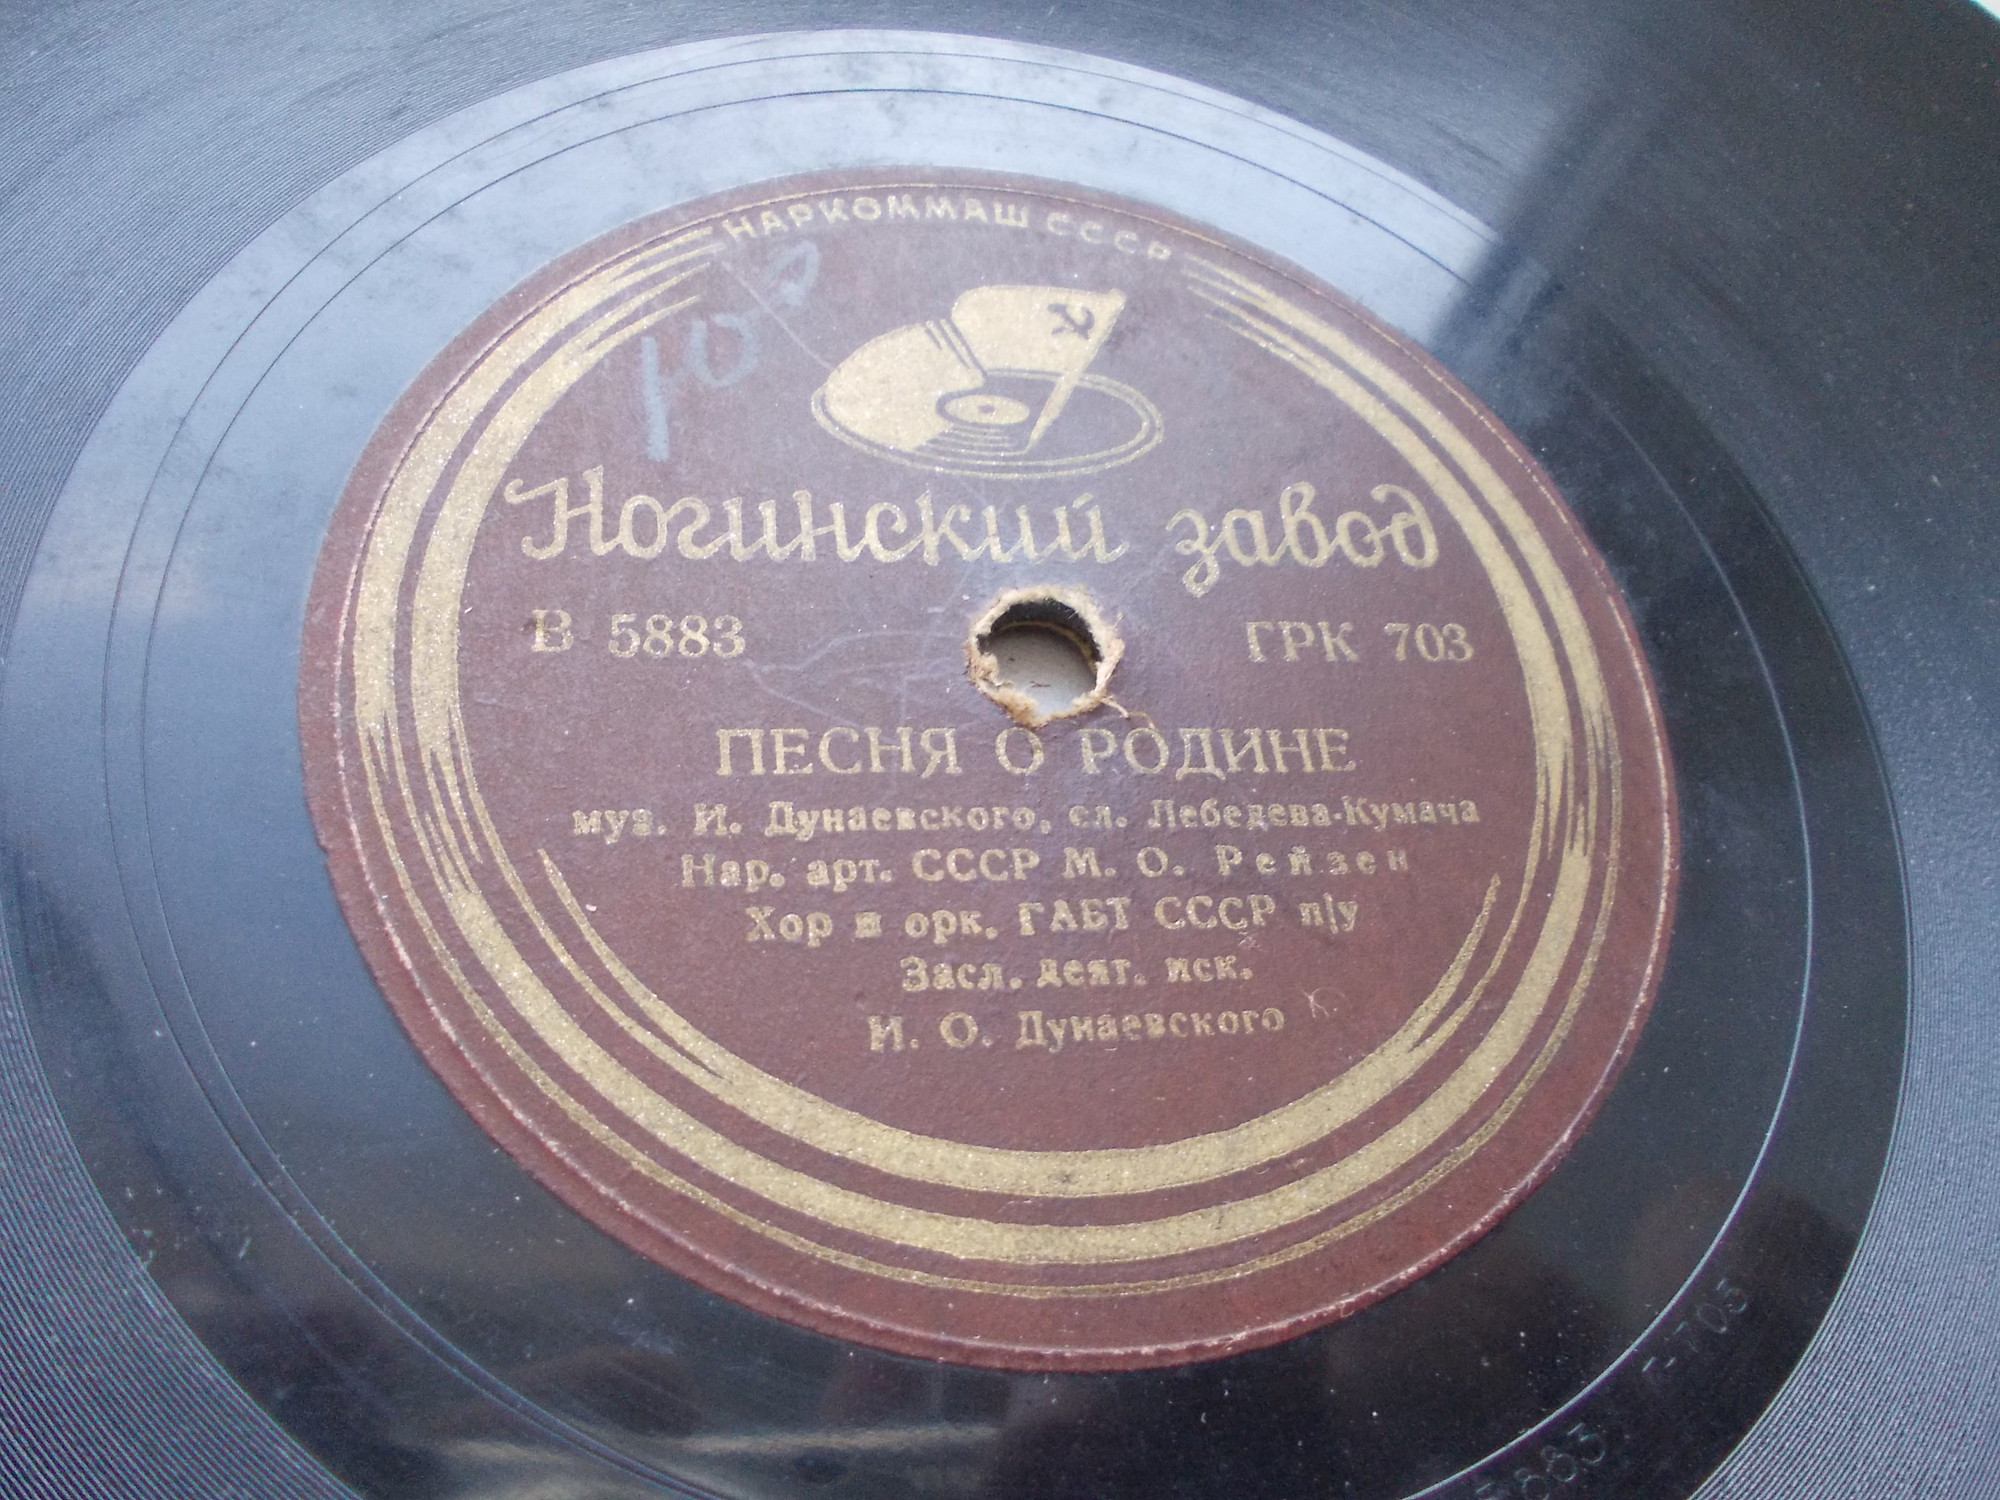 НАРКОММАШ СССР
Ногинский завод
В 5883 ГРК 703
ПЕСНЯ О РОДИНЕ
муз. И. Дунаевского, сл. Лебедева-Кумача
Нар. арт. СССР М. О. Рейзен
Хор и орк. ГАБТ СССР п/у
Засл. деят. иск.
И. О. Дунаевского